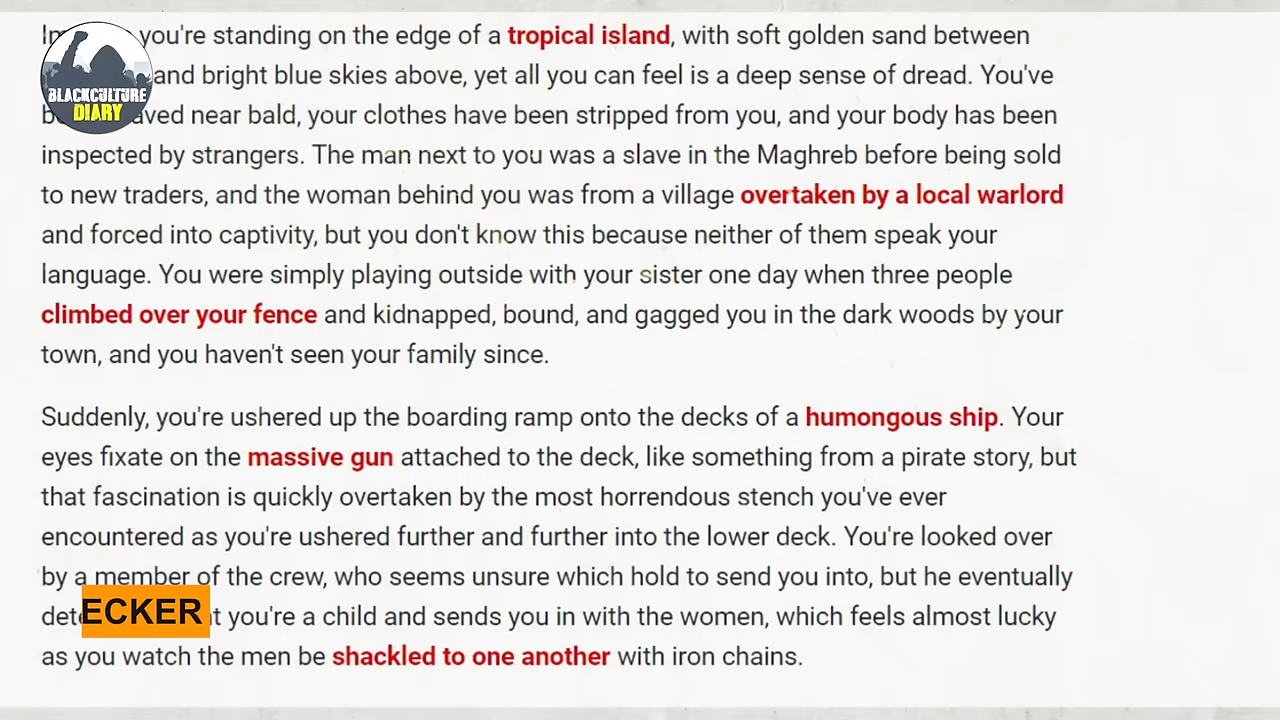 you're standing on the edge of a tropical island, with soft golden sand between
and bright blue skies above, yet all you can feel is a deep sense of dread. You've
near bald, your clothes have been stripped from you, and your body has been
inspected by strangers. The man next to you was a slave in the Maghreb before being sold
to new traders, and the woman behind you was from a village overtaken by a local warlord
and forced into captivity, but you don't know this because neither of them speak your
language. You were simply playing outside with your sister one day when three people
climbed over your fence and kidnapped, bound, and gagged you in the dark woods by your
town, and you haven't seen your family since.
Suddenly, you're ushered up the boarding ramp onto the decks of a humongous ship. Your
eyes fixate on the massive gun attached to the deck, like something from a pirate story, but
that fascination is quickly overtaken by the most horrendous stench you've ever
encountered as you're ushered further and further into the lower deck. You're looked over
by a member of the crew, who seems unsure which hold to send you into, but he eventually
you're a child and sends you in with the women, which feels almost lucky
as you watch the men be shackled to one another with iron chains.
BLACKCULTURE
DIARY
ECKER